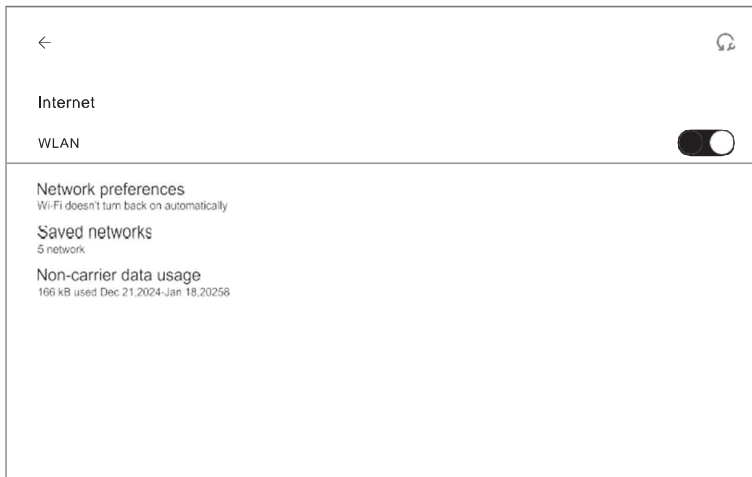 Internet
WLAN
Network preferences
Wi-Fi doesn't turn back on automatically
Saved networks
5 network
Non-carrier data usage
166 kB used Dec 21,2024-Jan 18,20258